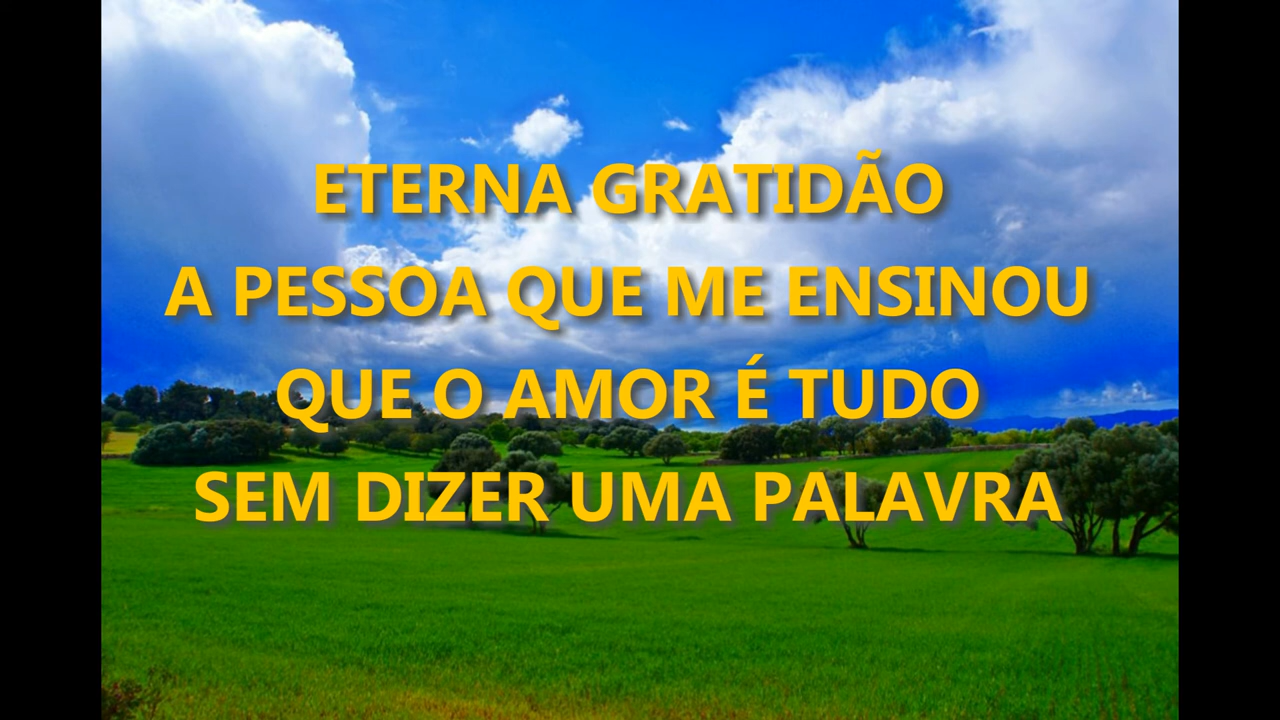 ETERNA GRATIDÃO
A PESSOA QUE ME ENSINOU
QUE O AMOR É TUDO
SEM DIZER UMA PALAVRA